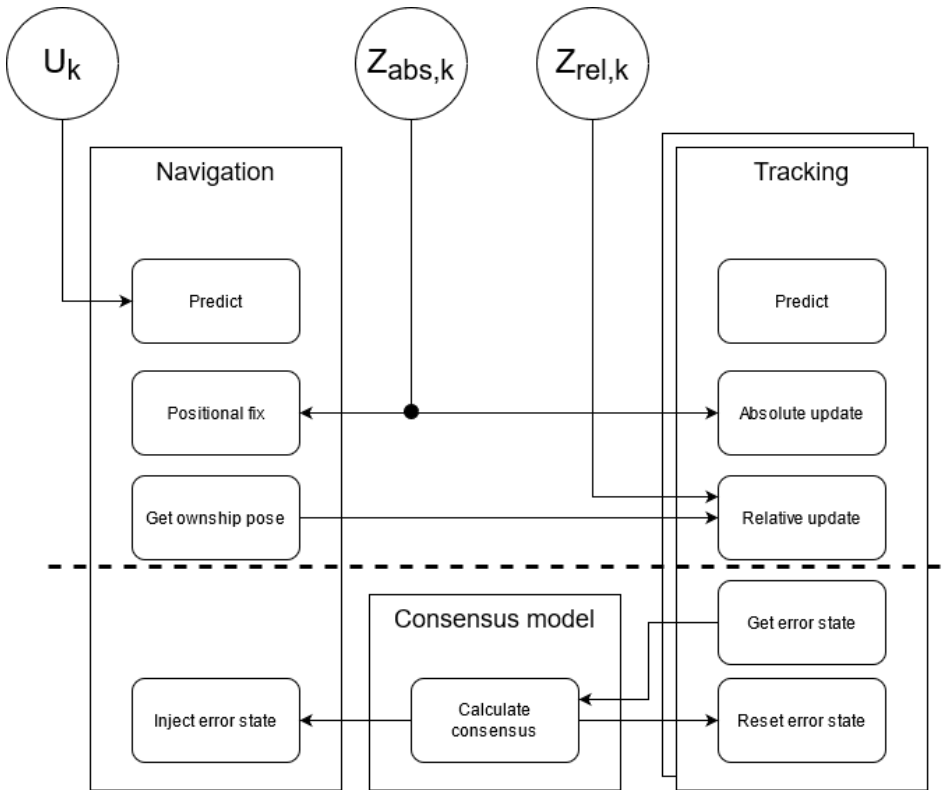 U_k
Z_abs,k
Z_rel,k
Navigation
Tracking
Predict
Predict
Positional fix
Absolute update
Get ownship pose
Relative update
Consensus model
Get error state
Inject error state
Calculate
consensus
Reset error state